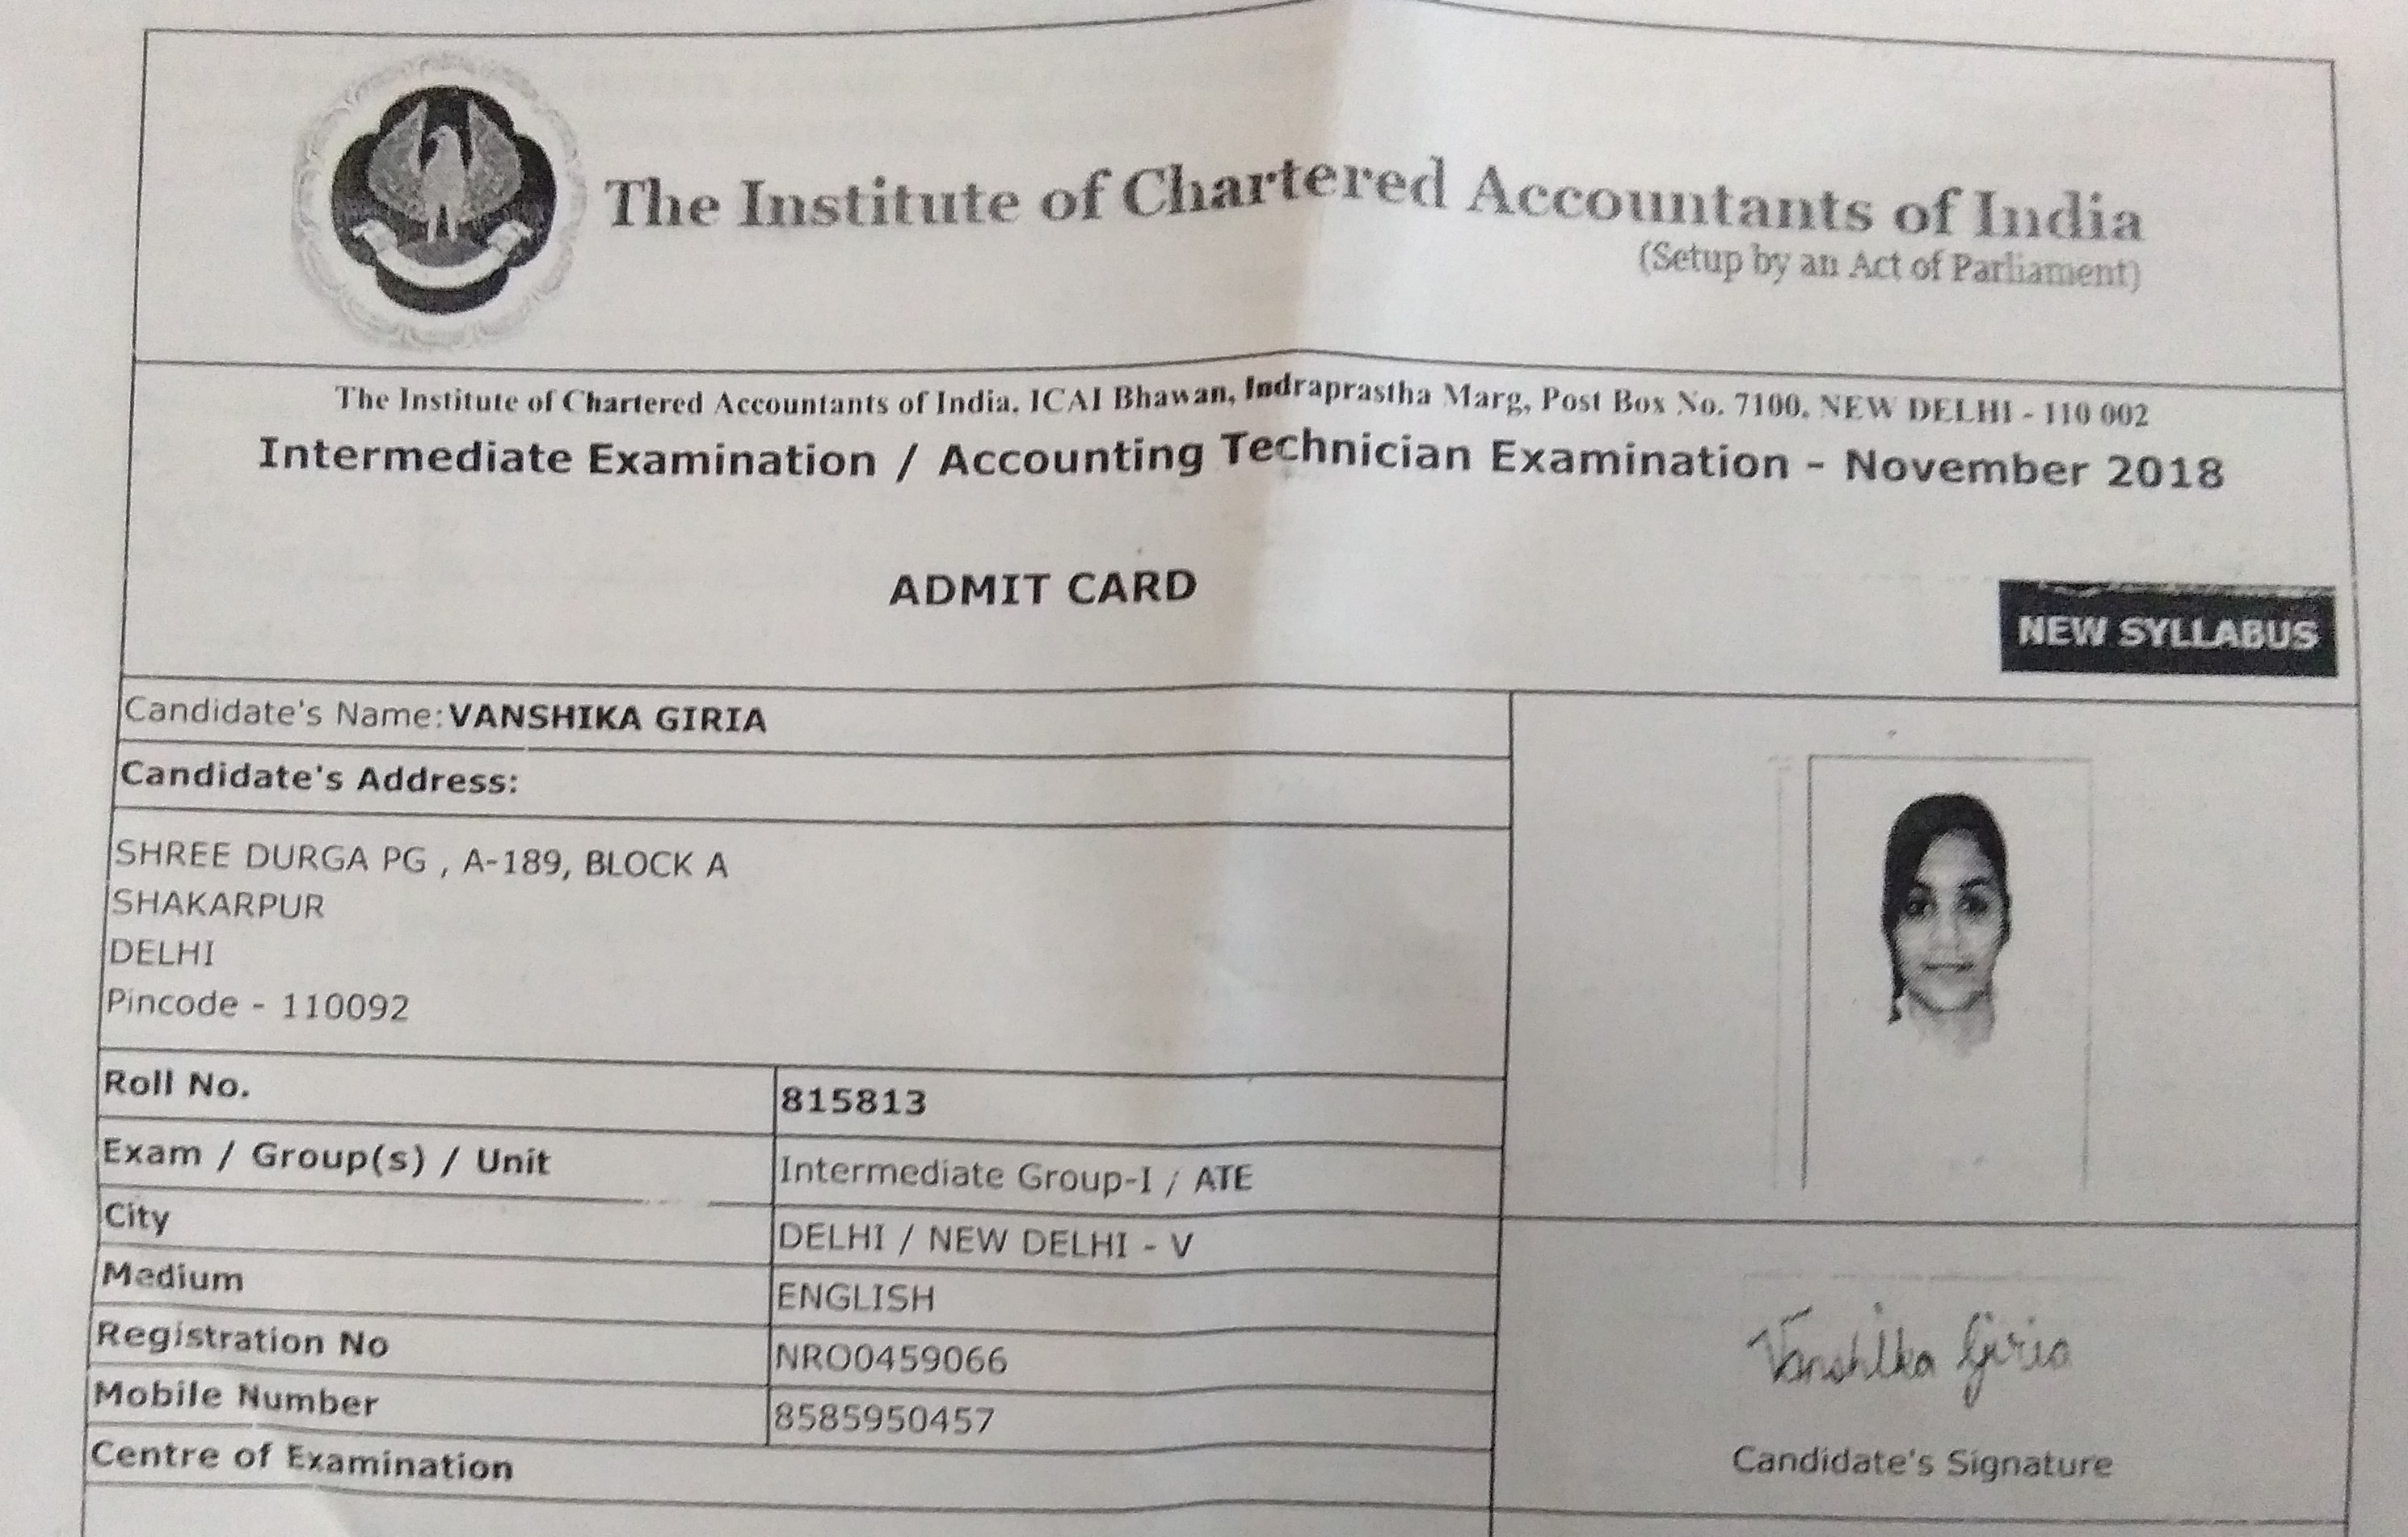 The Institute of Chartered Accountants of India
(Setup by an Act of Parliament)
The Institute of Chartered Accountants of India, ICAI Bhawan, Indraprastha Marg, Post Box No. 7100, NEW DELHI - 110 002
Intermediate Examination / Accounting Technician Examination - November 2018
ADMIT CARD
NEW SYLLABUS
Candidate's Name: VANSHIKA GIRIA
Candidate's Address:
SHREE DURGA PG , A-189, BLOCK A
SHAKARPUR
DELHI
Pincode - 110092
Roll No. 815813
Exam / Group(s) / Unit Intermediate Group-I / ATE
City DELHI / NEW DELHI - V
Medium ENGLISH
Registration No NRO0459066
Mobile Number 8585950457
Centre of Examination
Vanshika Giria
Candidate's Signature